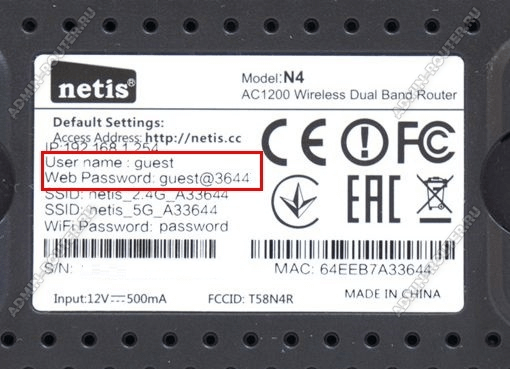 netis®
Model: N4
AC1200 Wireless Dual Band Router
Default Settings:
Access Address: http://netis.cc
IP:192.168.1.254
User name : guest
Web Password: guest@3644
SSID: netis_2.4G_A33644
SSID: netis_5G_A33644
WiFi Password: password
CE
FC
EAC
S/N:
MAC: 64EEB7A33644
Input:12V⎓500mA
FCCID: T58N4R
MADE IN CHINA
ADMIN-ROUTER.RU